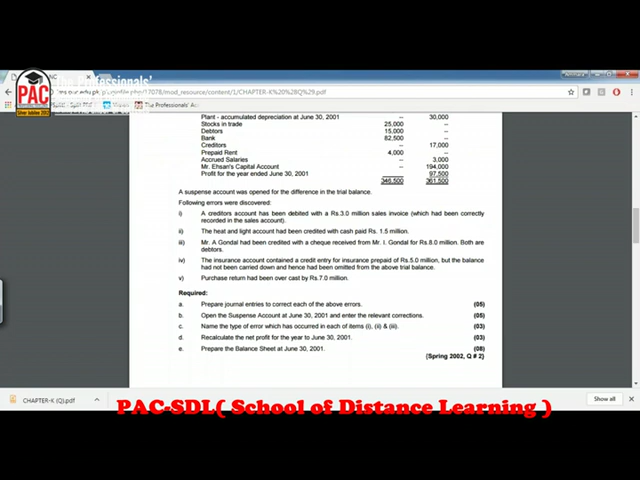 PAC
The Professionals'
17078/mod_resource/content/1/CHAPTER-K%20%28Q%29.pdf
The Professionals' Ac
Plant - accumulated depreciation at June 30, 2001 -- 30,000
Stocks in trade 25,000 --
Debtors 15,000 --
Bank 82,500 --
Creditors -- 17,000
Prepaid Rent 4,000 --
Accrued Salaries -- 3,000
Mr. Ehsan's Capital Account -- 194,000
Profit for the year ended June 30, 2001 97,500
346,500 361,500
A suspense account was opened for the difference in the trial balance.
Following errors were discovered:
i) A creditors account has been debited with a Rs.3.0 million sales invoice (which had been correctly
recorded in the sales account).
ii) The heat and light account had been credited with cash paid Rs. 1.5 million.
iii) Mr. A Gondal had been credited with a cheque received from Mr. I. Gondal for Rs.8.0 million. Both are
debtors.
iv) The insurance account contained a credit entry for insurance prepaid of Rs.5.0 million, but the balance
had not been carried down and hence had been omitted from the above trial balance.
v) Purchase return had been over cast by Rs.7.0 million.
Required:
a. Prepare journal entries to correct each of the above errors. (05)
b. Open the Suspense Account at June 30, 2001 and enter the relevant corrections. (05)
c. Name the type of error which has occurred in each of items (i), (ii) & (iii). (03)
d. Recalculate the net profit for the year to June 30, 2001. (03)
e. Prepare the Balance Sheet at June 30, 2001. (08)
{Spring 2002, Q # 2}
CHAPTER-K (Q).pdf
Show all
PAC-SDL( School of Distance Learning )